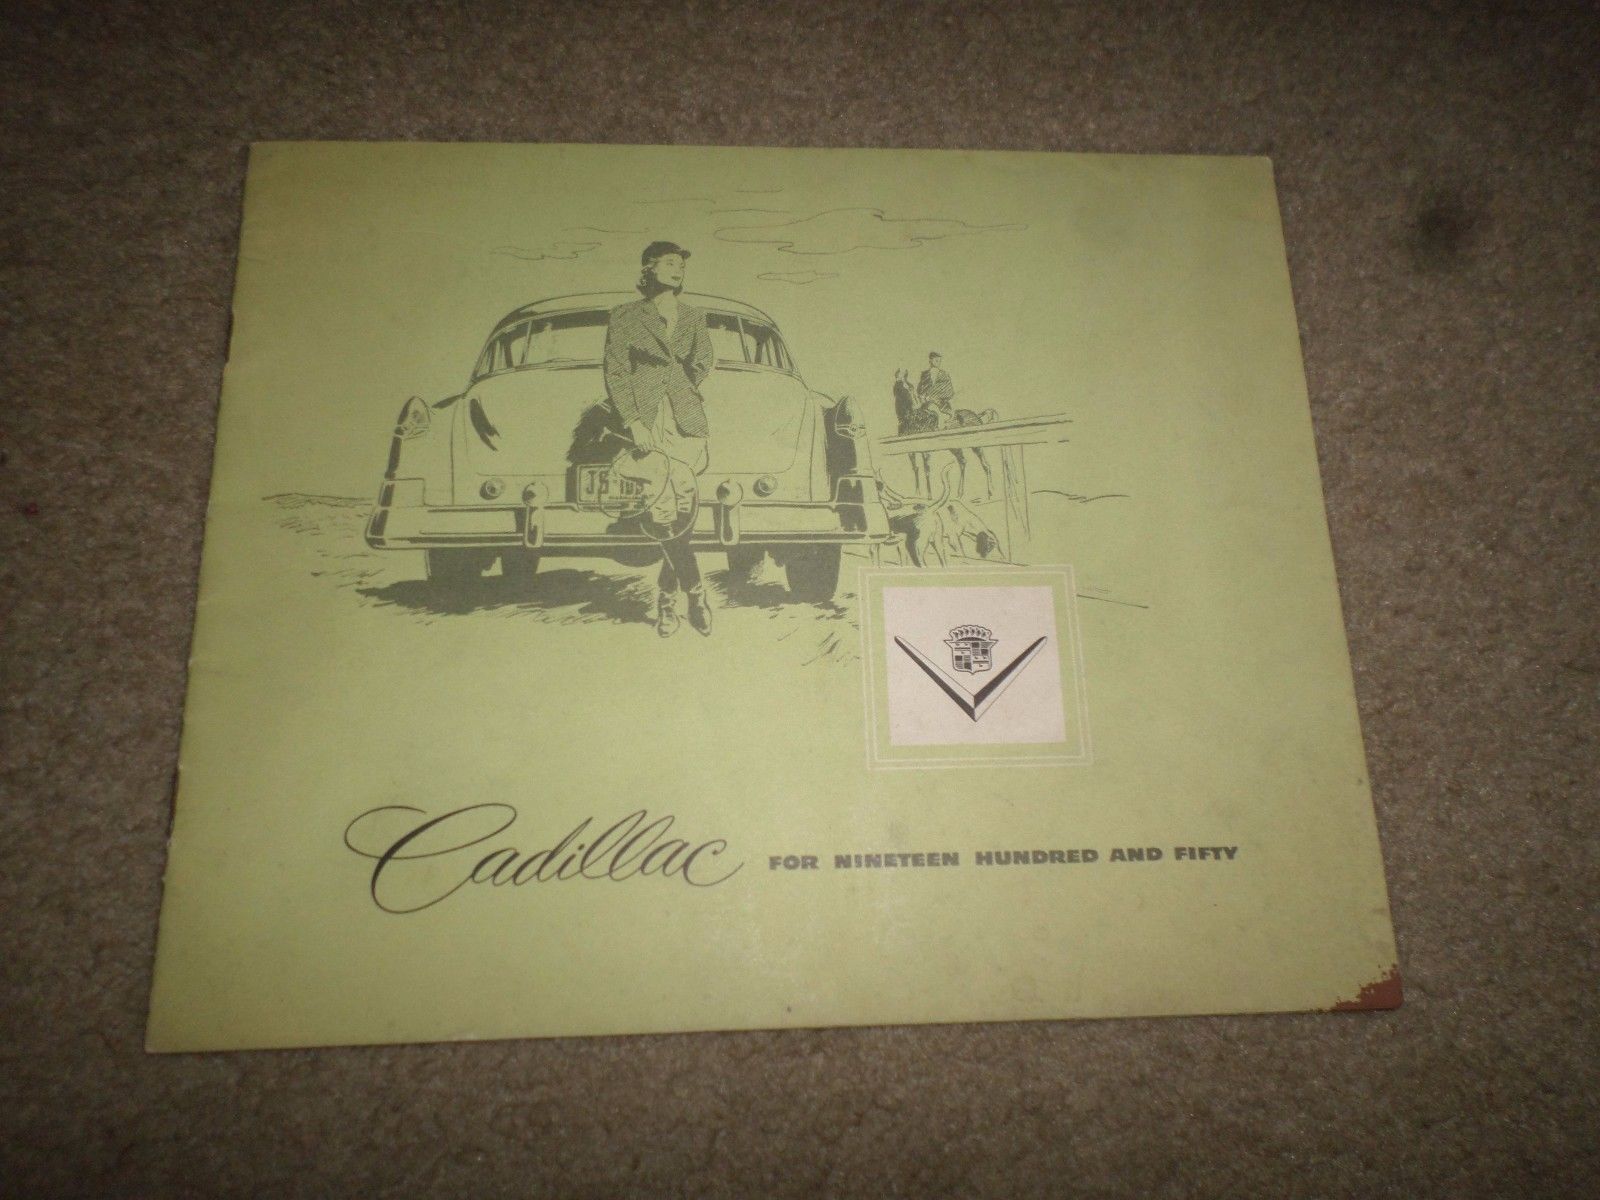 Cadillac FOR NINETEEN HUNDRED AND FIFTY